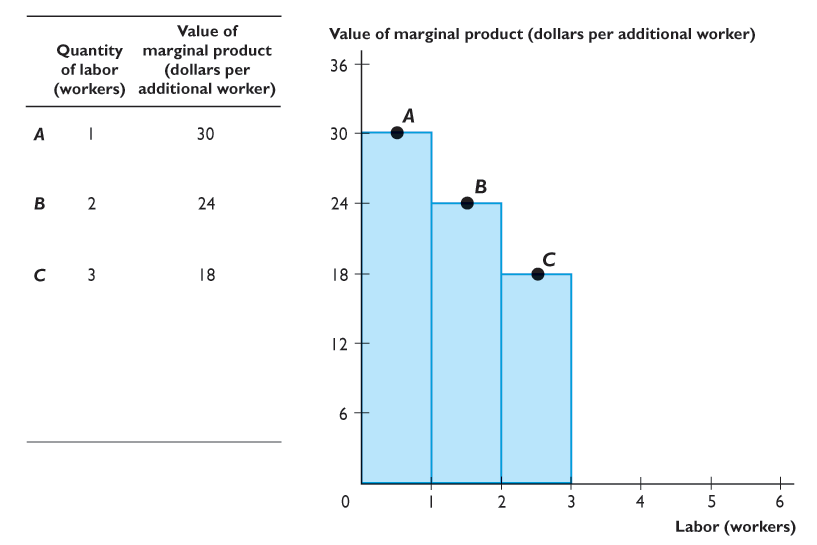 Quantity
of labor
(workers)
Value of
marginal product
(dollars per
additional worker)
A 1 30
B 2 24
C 3 18
Value of marginal product (dollars per additional worker)
36
30
24
18
12
6
A
B
C
0 1 2 3 4 5 6
Labor (workers)